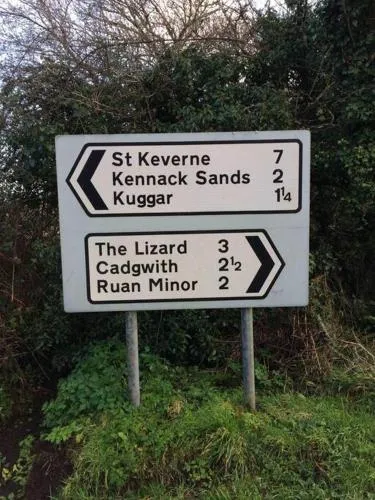 St Keverne 7
Kennack Sands 2
Kuggar 1¼
The Lizard 3
Cadgwith 2½
Ruan Minor 2